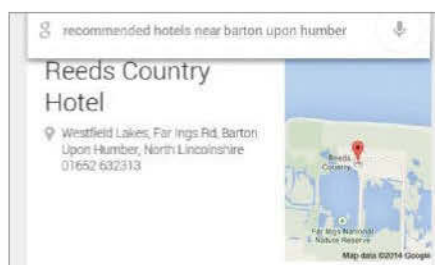 recommended hotels near barton upon humber
Reeds Country
Hotel
Westfield Lakes, Far Ings Rd, Barton
Upon Humber, North Lincolnshire
01652 632313
Reeds
Country
Far Ings National
Nature Reserve
Map data ©2014 Google